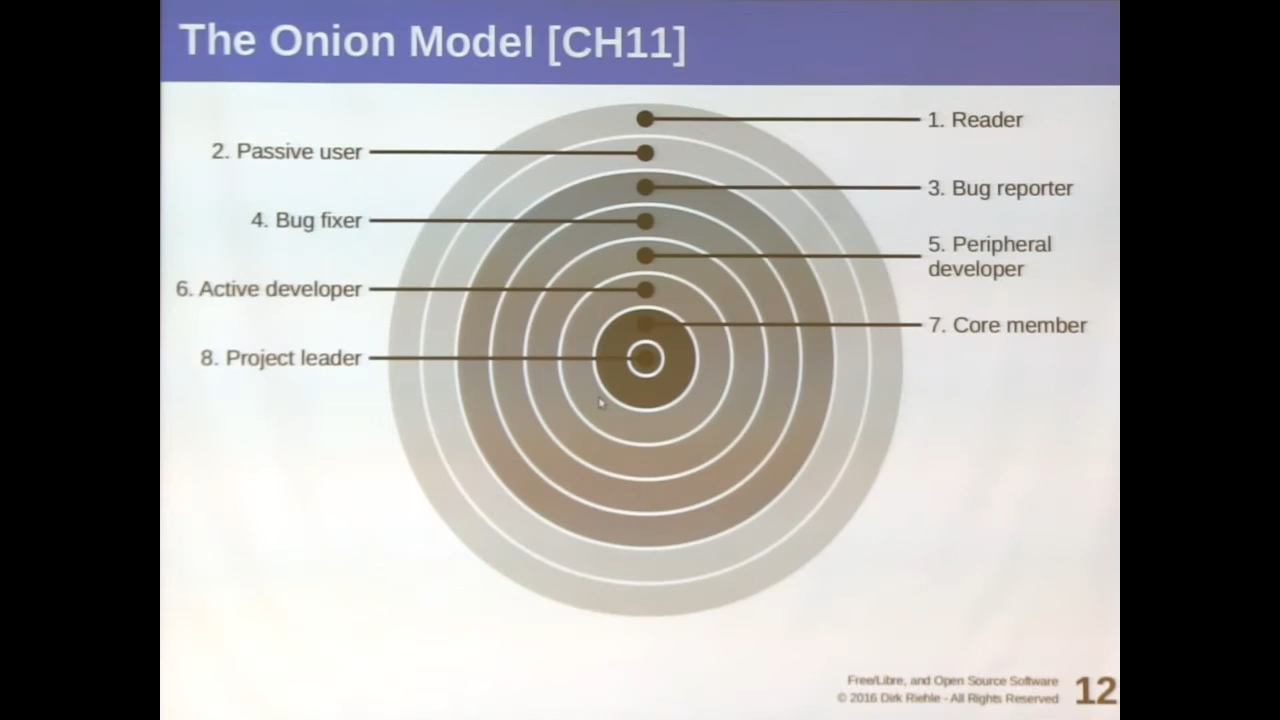 The Onion Model [CH11]
1. Reader
2. Passive user
3. Bug reporter
4. Bug fixer
5. Peripheral
developer
6. Active developer
7. Core member
8. Project leader
Free/Libre, and Open Source Software
© 2016 Dirk Riehle - All Rights Reserved
12